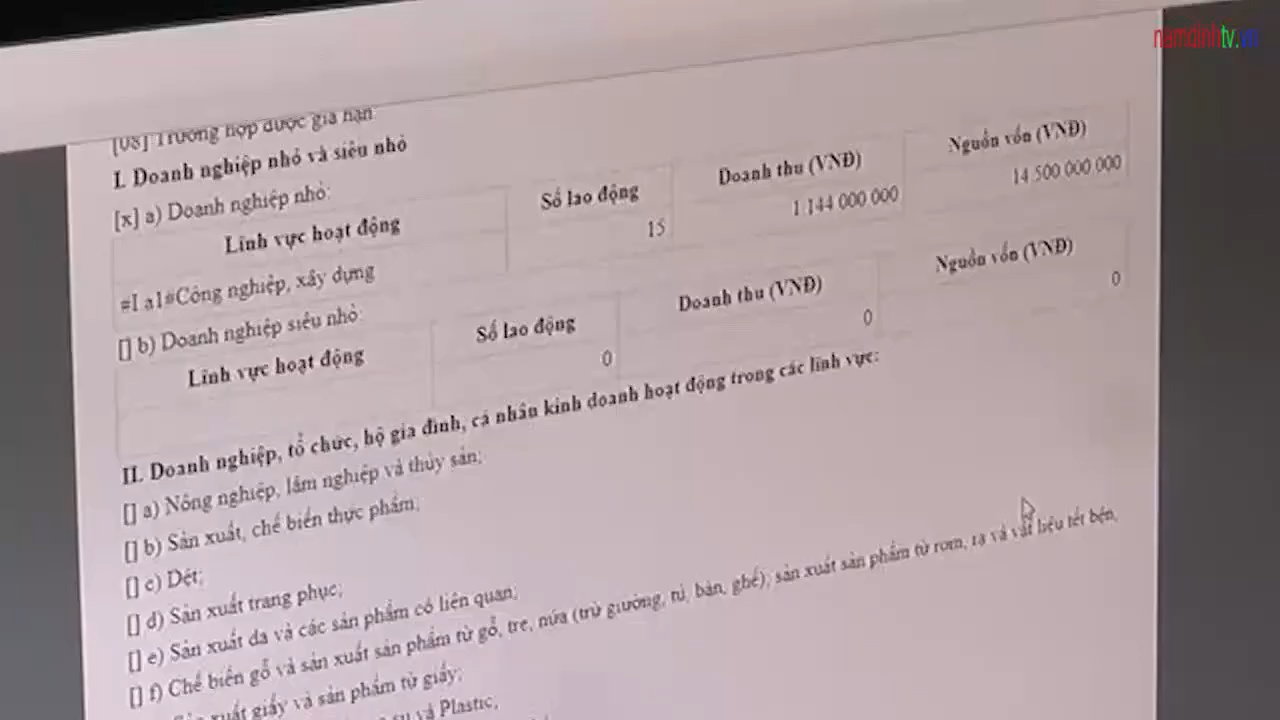 namdinhtv.vn
[08] Trường hợp được gia hạn:
I. Doanh nghiệp nhỏ và siêu nhỏ
[x] a) Doanh nghiệp nhỏ:
Lĩnh vực hoạt động Số lao động Doanh thu (VNĐ) Nguồn vốn (VNĐ)
#I a1#Công nghiệp, xây dựng 15 1 144 000 000 14 500 000 000
[] b) Doanh nghiệp siêu nhỏ:
Lĩnh vực hoạt động Số lao động Doanh thu (VNĐ) Nguồn vốn (VNĐ)
0 0 0
II. Doanh nghiệp, tổ chức, hộ gia đình, cá nhân kinh doanh hoạt động trong các lĩnh vực:
[] a) Nông nghiệp, lâm nghiệp và thủy sản;
[] b) Sản xuất, chế biến thực phẩm;
[] c) Dệt;
[] d) Sản xuất trang phục;
[] e) Sản xuất da và các sản phẩm có liên quan;
[] f) Chế biến gỗ và sản xuất sản phẩm từ gỗ, tre, nứa (trừ giường, tủ, bàn, ghế); sản xuất sản phẩm từ rơm, rạ và vật liệu tết bện;
xuất giấy và sản phẩm từ giấy;
su và Plastic;